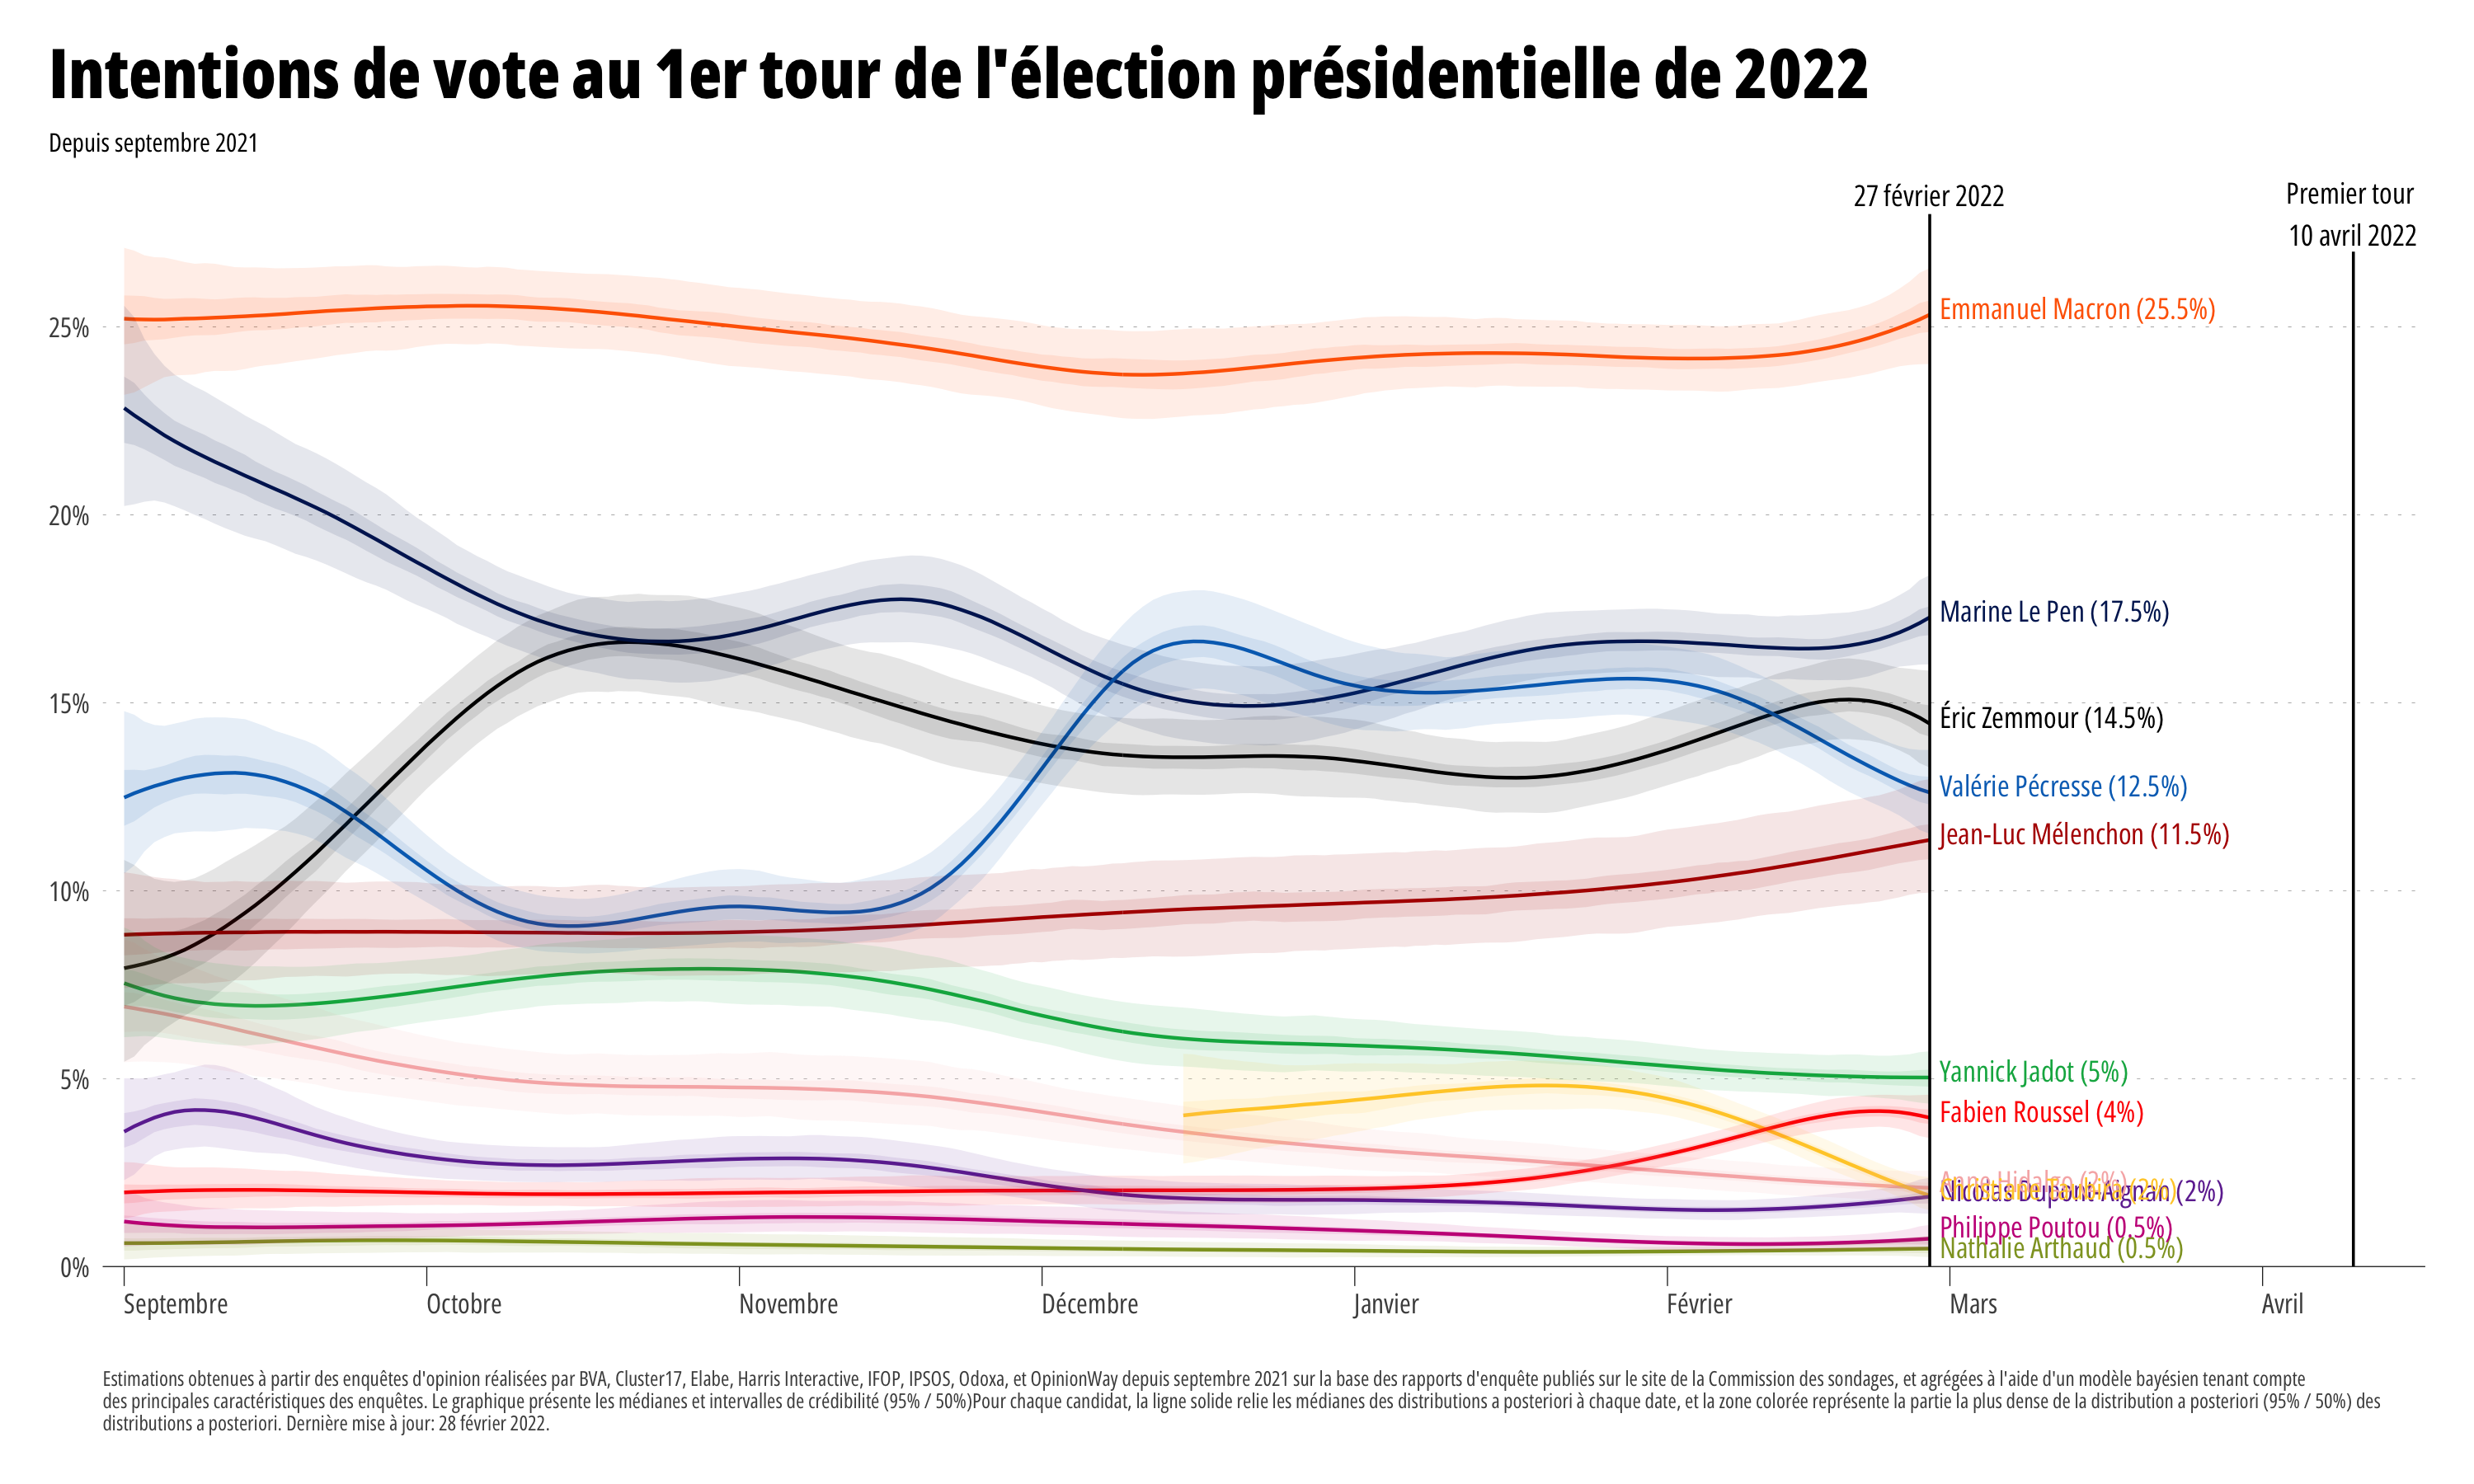 Intentions de vote au 1er tour de l'élection présidentielle de 2022
Depuis septembre 2021
27 février 2022
Premier tour
10 avril 2022
25%
20%
15%
10%
5%
0%
Emmanuel Macron (25.5%)
Marine Le Pen (17.5%)
Éric Zemmour (14.5%)
Valérie Pécresse (12.5%)
Jean-Luc Mélenchon (11.5%)
Yannick Jadot (5%)
Fabien Roussel (4%)
Anne Hidalgo (2%)
Nicolas Dupont-Aignan (2%)
Philippe Poutou (0.5%)
Nathalie Arthaud (0.5%)
Septembre
Octobre
Novembre
Décembre
Janvier
Février
Mars
Avril
Estimations obtenues à partir des enquêtes d'opinion réalisées par BVA, Cluster17, Elabe, Harris Interactive, IFOP, IPSOS, Odoxa, et OpinionWay depuis septembre 2021 sur la base des rapports d'enquête publiés sur le site de la Commission des sondages, et agrégées à l'aide d'un modèle bayésien tenant compte
des principales caractéristiques des enquêtes. Le graphique présente les médianes et intervalles de crédibilité (95% / 50%)Pour chaque candidat, la ligne solide relie les médianes des distributions a posteriori à chaque date, et la zone colorée représente la partie la plus dense de la distribution a posteriori (95% / 50%) des
distributions a posteriori. Dernière mise à jour: 28 février 2022.